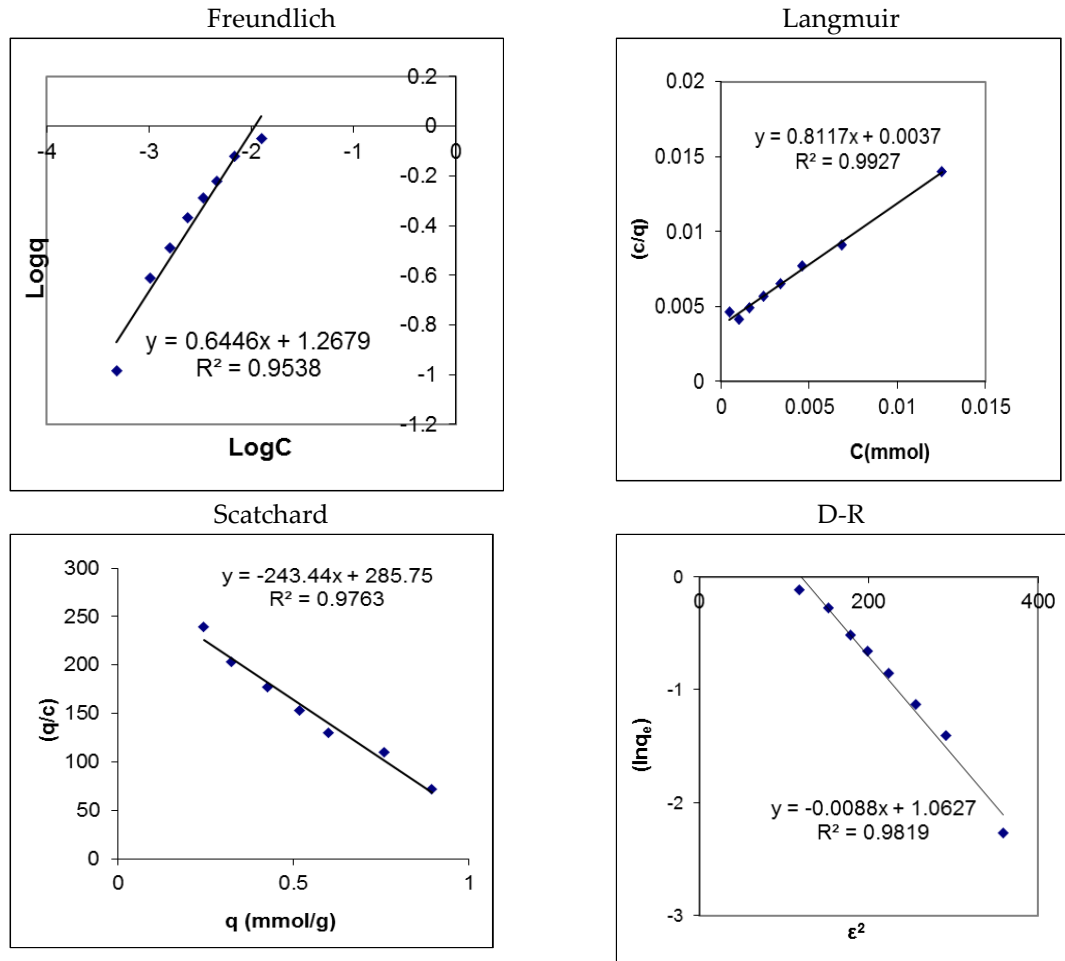 Freundlich
0.2
0
-4
-3
-2
-1
0
-0.2
-0.4
-0.6
-0.8
-1
-1.2
Logq
y = 0.6446x + 1.2679
R² = 0.9538
LogC
Langmuir
0.02
0.015
0.01
0.005
0
(c/q)
y = 0.8117x + 0.0037
R² = 0.9927
0
0.005
0.01
0.015
C(mmol)
Scatchard
300
250
200
150
100
50
0
(q/c)
y = -243.44x + 285.75
R² = 0.9763
0
0.5
1
q (mmol/g)
D-R
0
-1
-2
-3
0
200
400
(lnqₑ)
y = -0.0088x + 1.0627
R² = 0.9819
ε²